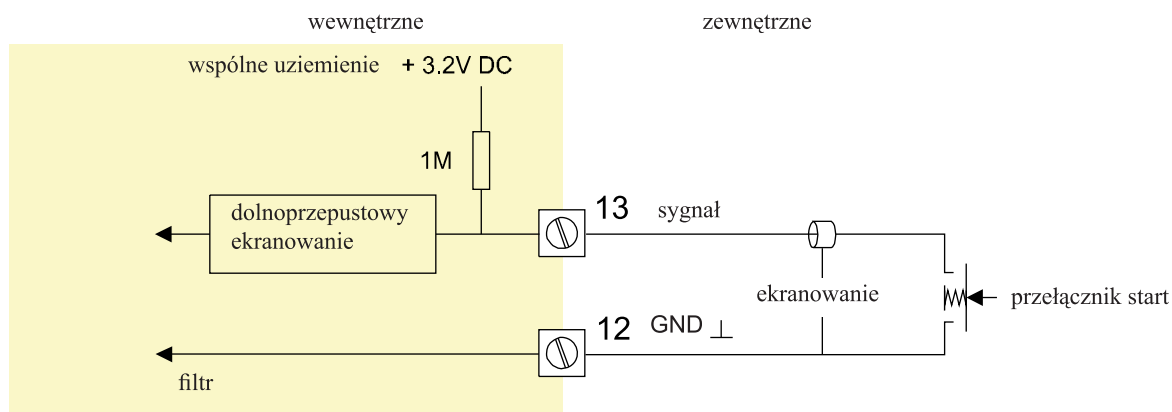 wewnętrzne
zewnętrzne
wspólne uziemienie + 3.2V DC
1M
dolnoprzepustowy
ekranowanie
13 sygnał
ekranowanie
przełącznik start
12 GND
filtr